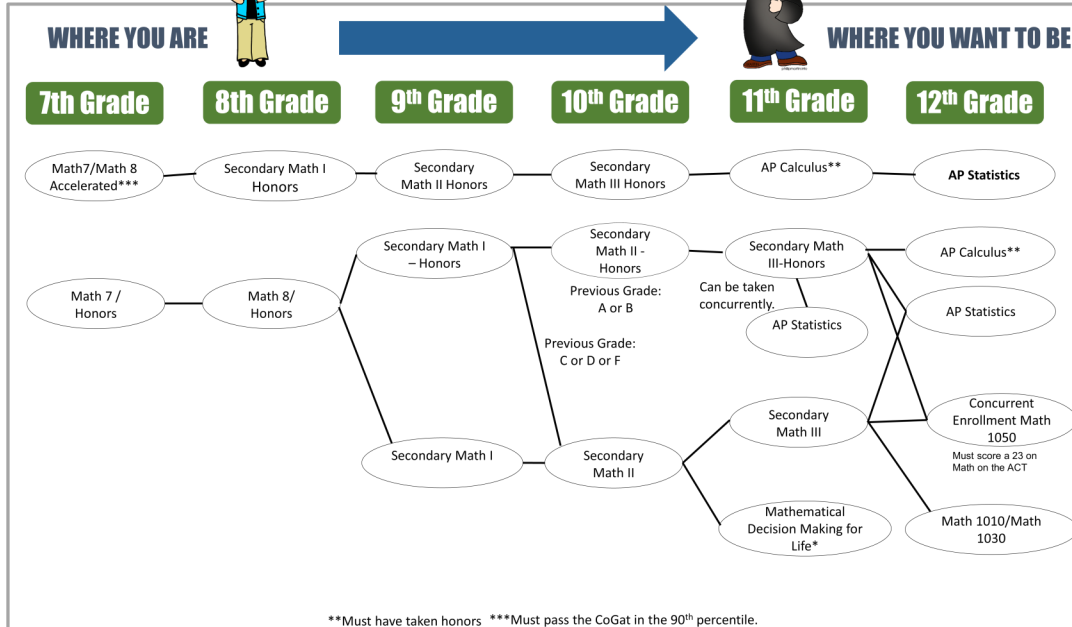 WHERE YOU ARE
WHERE YOU WANT TO BE
7th Grade
8th Grade
9th Grade
10th Grade
11th Grade
12th Grade
Math7/Math 8
Accelerated***
Secondary Math I
Honors
Secondary
Math II Honors
Secondary
Math III Honors
AP Calculus**
AP Statistics
Secondary Math I
– Honors
Secondary
Math II -
Honors
Secondary Math
III-Honors
AP Calculus**
Math 7 /
Honors
Math 8/
Honors
Previous Grade:
A or B
Can be taken
concurrently.
AP Statistics
AP Statistics
Previous Grade:
C or D or F
Secondary Math I
Secondary
Math II
Secondary
Math III
Concurrent
Enrollment Math
1050
Must score a 23 on
Math on the ACT
Mathematical
Decision Making for
Life*
Math 1010/Math
1030
**Must have taken honors ***Must pass the CoGat in the 90th percentile.